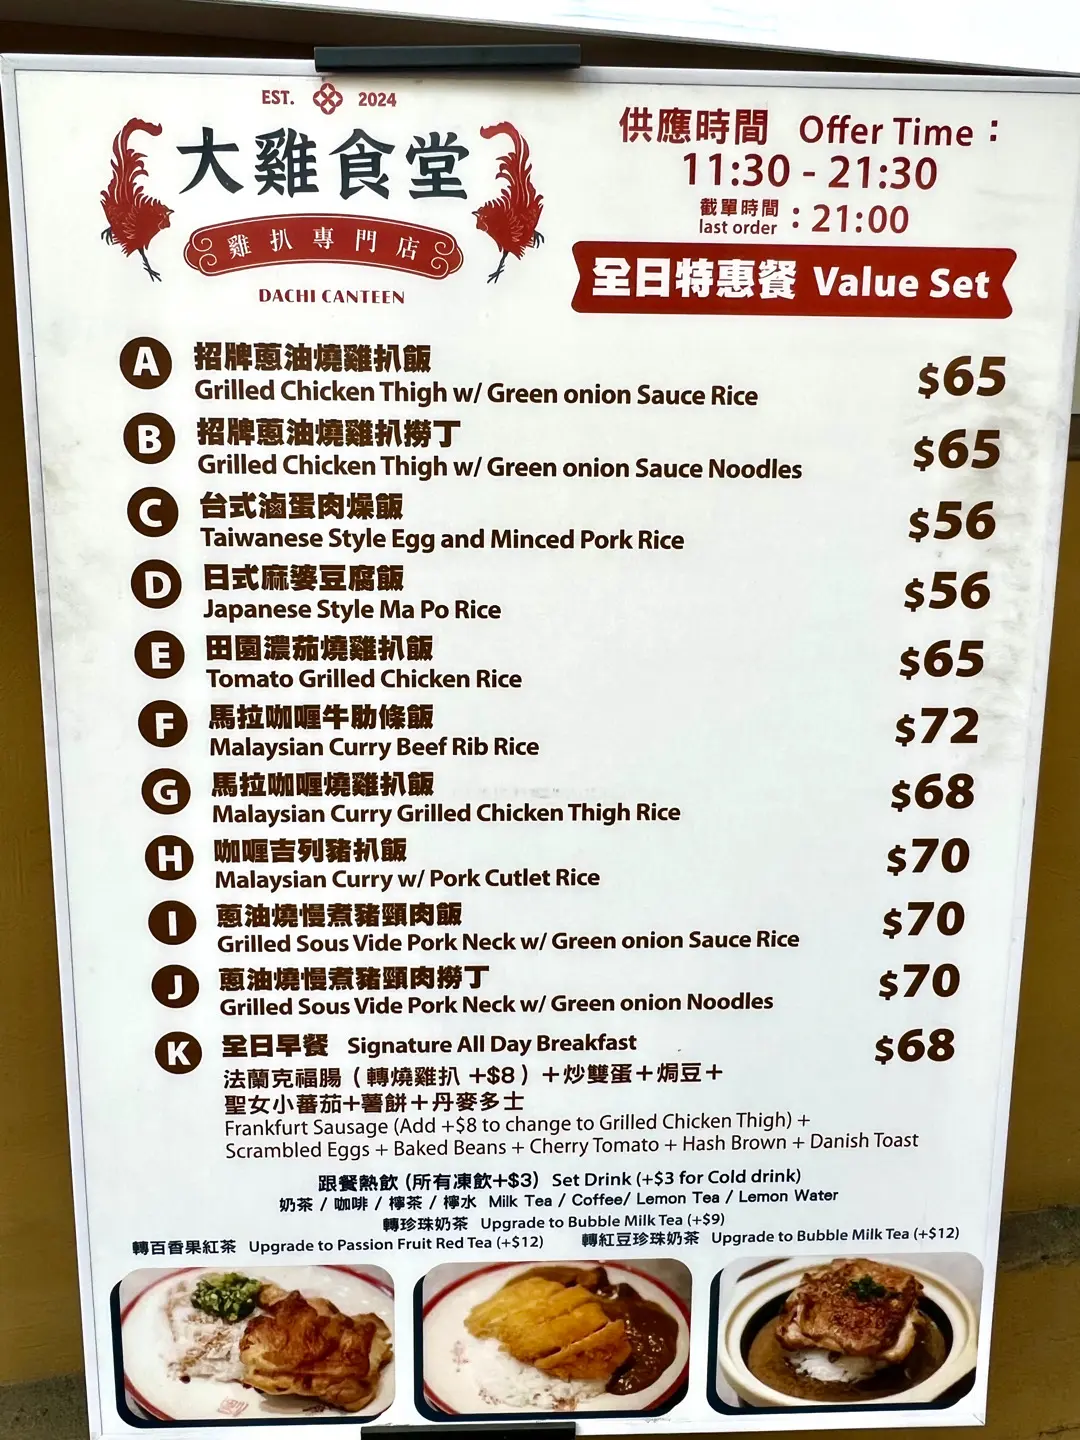 EST. 2024
大雞食堂
雞扒專門店
DACHI CANTEEN
供應時間 Offer Time：
11:30 - 21:30
截單時間
last order
：21:00
全日特惠餐 Value Set
A 招牌蔥油燒雞扒飯 $65
Grilled Chicken Thigh w/ Green onion Sauce Rice
B 招牌蔥油燒雞扒撈丁 $65
Grilled Chicken Thigh w/ Green onion Sauce Noodles
C 台式滷蛋肉燥飯 $56
Taiwanese Style Egg and Minced Pork Rice
D 日式麻婆豆腐飯 $56
Japanese Style Ma Po Rice
E 田園濃茄燒雞扒飯 $65
Tomato Grilled Chicken Rice
F 馬拉咖喱牛肋條飯 $72
Malaysian Curry Beef Rib Rice
G 馬拉咖喱燒雞扒飯 $68
Malaysian Curry Grilled Chicken Thigh Rice
H 咖喱吉列豬扒飯 $70
Malaysian Curry w/ Pork Cutlet Rice
I 蔥油燒慢煮豬頸肉飯 $70
Grilled Sous Vide Pork Neck w/ Green onion Sauce Rice
J 蔥油燒慢煮豬頸肉撈丁 $70
Grilled Sous Vide Pork Neck w/ Green onion Noodles
K 全日早餐 Signature All Day Breakfast $68
法蘭克福腸（轉燒雞扒 +$8）＋炒雙蛋＋焗豆＋
聖女小蕃茄＋薯餅＋丹麥多士
Frankfurt Sausage (Add +$8 to change to Grilled Chicken Thigh) +
Scrambled Eggs + Baked Beans + Cherry Tomato + Hash Brown + Danish Toast
跟餐熱飲 (所有凍飲+$3) Set Drink (+$3 for Cold drink)
奶茶 / 咖啡 / 檸茶 / 檸水 Milk Tea / Coffee/ Lemon Tea / Lemon Water
轉珍珠奶茶 Upgrade to Bubble Milk Tea (+$9)
轉百香果紅茶 Upgrade to Passion Fruit Red Tea (+$12) 轉紅豆珍珠奶茶 Upgrade to Bubble Milk Tea (+$12)